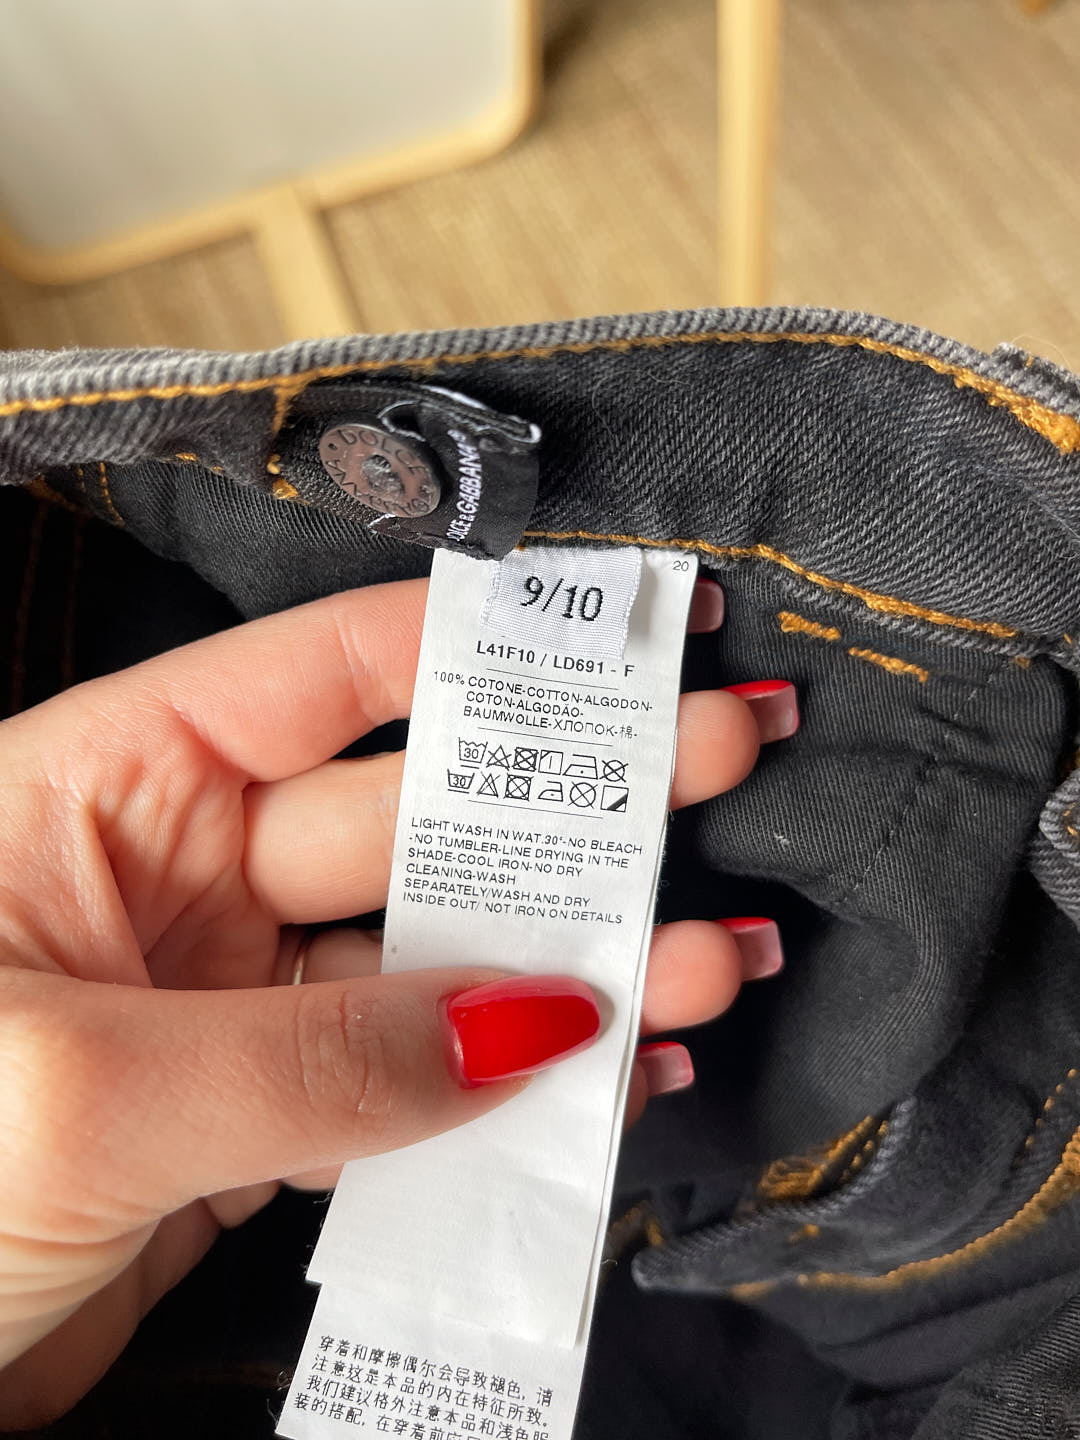 DOLCE
& GABBANA
DOLCE & GABBANA
20
9/10
L41F10 / LD691 - F
100% COTONE-COTTON-ALGODON-
COTON-ALGODÃO-
BAUMWOLLE-ХЛОПОК-棉-
30
30
LIGHT WASH IN WAT.30°-NO BLEACH
-NO TUMBLER-LINE DRYING IN THE
SHADE-COOL IRON-NO DRY
CLEANING-WASH
SEPARATELY/WASH AND DRY
INSIDE OUT/ NOT IRON ON DETAILS
穿着和摩擦偶尔会导致褪色，请
注意这是本品的内在特征所致。
我们建议格外注意本品和浅色服
装的搭配，在穿着前